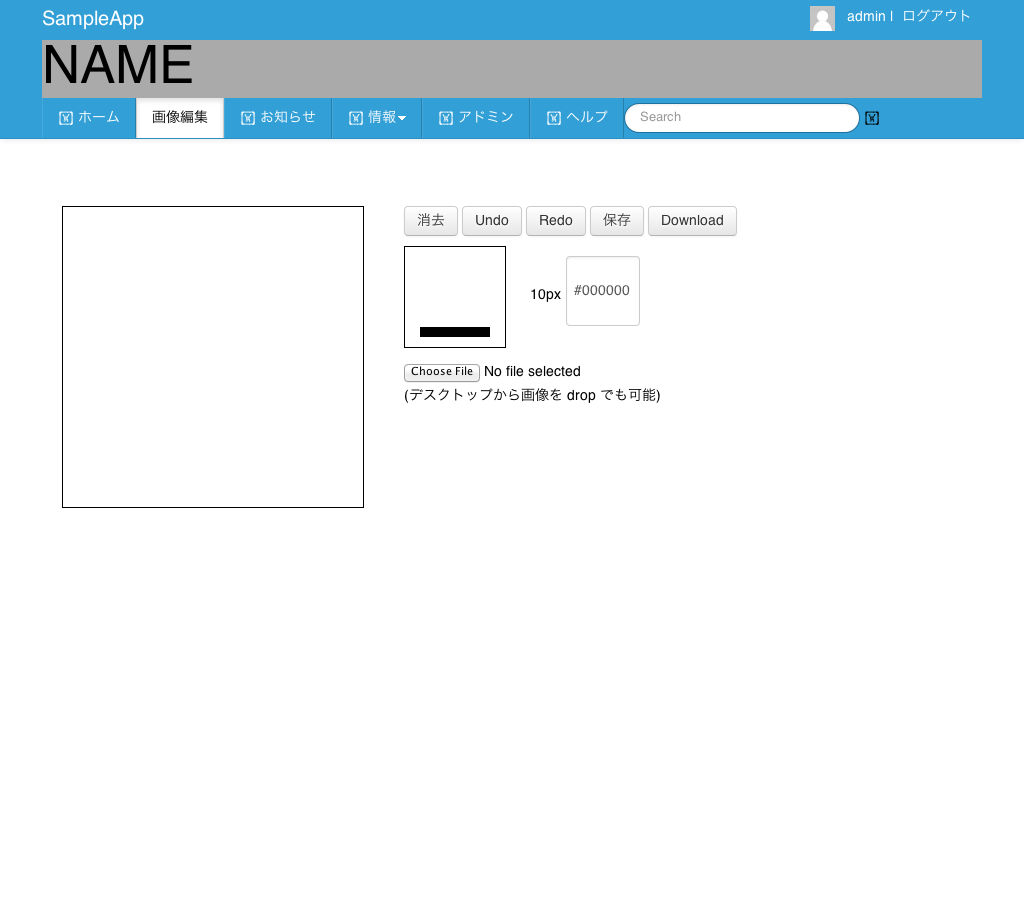 SampleApp
admin | ログアウト
NAME
ホーム 画像編集 お知らせ 情報 アドミン ヘルプ Search
消去 Undo Redo 保存 Download
10px #000000
Choose File No file selected
(デスクトップから画像を drop でも可能)